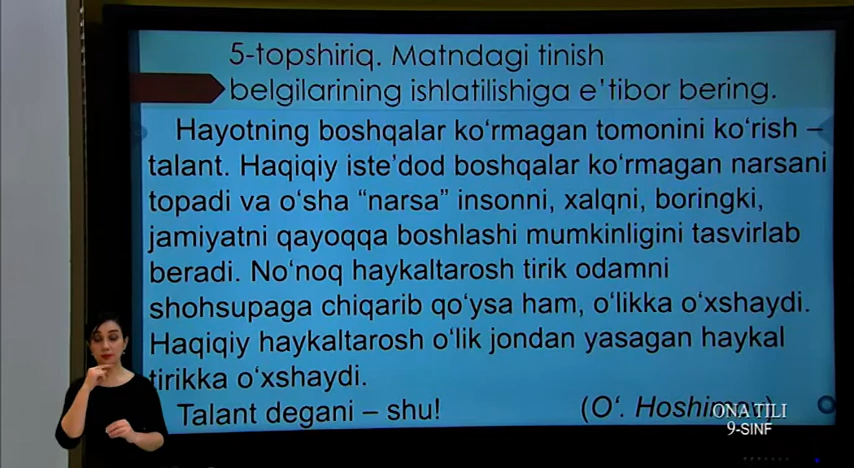 5-topshiriq. Matndagi tinish
belgilarining ishlatilishiga e'tibor bering.
Hayotning boshqalar ko‘rmagan tomonini ko‘rish –
talant. Haqiqiy iste’dod boshqalar ko‘rmagan narsani
topadi va o‘sha “narsa” insonni, xalqni, boringki,
jamiyatni qayoqqa boshlashi mumkinligini tasvirlab
beradi. No‘noq haykaltarosh tirik odamni
shohsupaga chiqarib qo‘ysa ham, o‘likka o‘xshaydi.
Haqiqiy haykaltarosh o‘lik jondan yasagan haykal
tirikka o‘xshaydi.
Talant degani – shu!
(O‘. Hoshimov)
ONA TILI
9-SINF